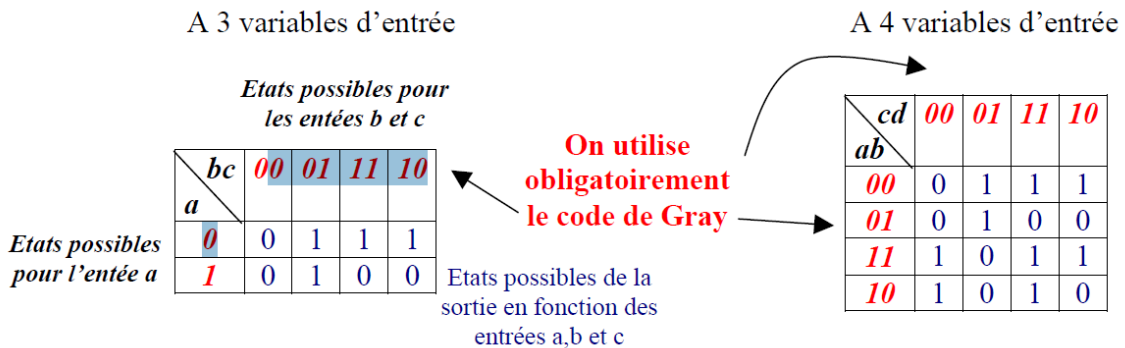 A 3 variables d'entrée
A 4 variables d'entrée
Etats possibles pour
les entées b et c
bc 00 01 11 10
a
0 0 1 1 1
1 0 1 0 0
Etats possibles
pour l'entée a
On utilise
obligatoirement
le code de Gray
Etats possibles de la
sortie en fonction des
entrées a,b et c
cd 00 01 11 10
ab
00 0 1 1 1
01 0 1 0 0
11 1 0 1 1
10 1 0 1 0